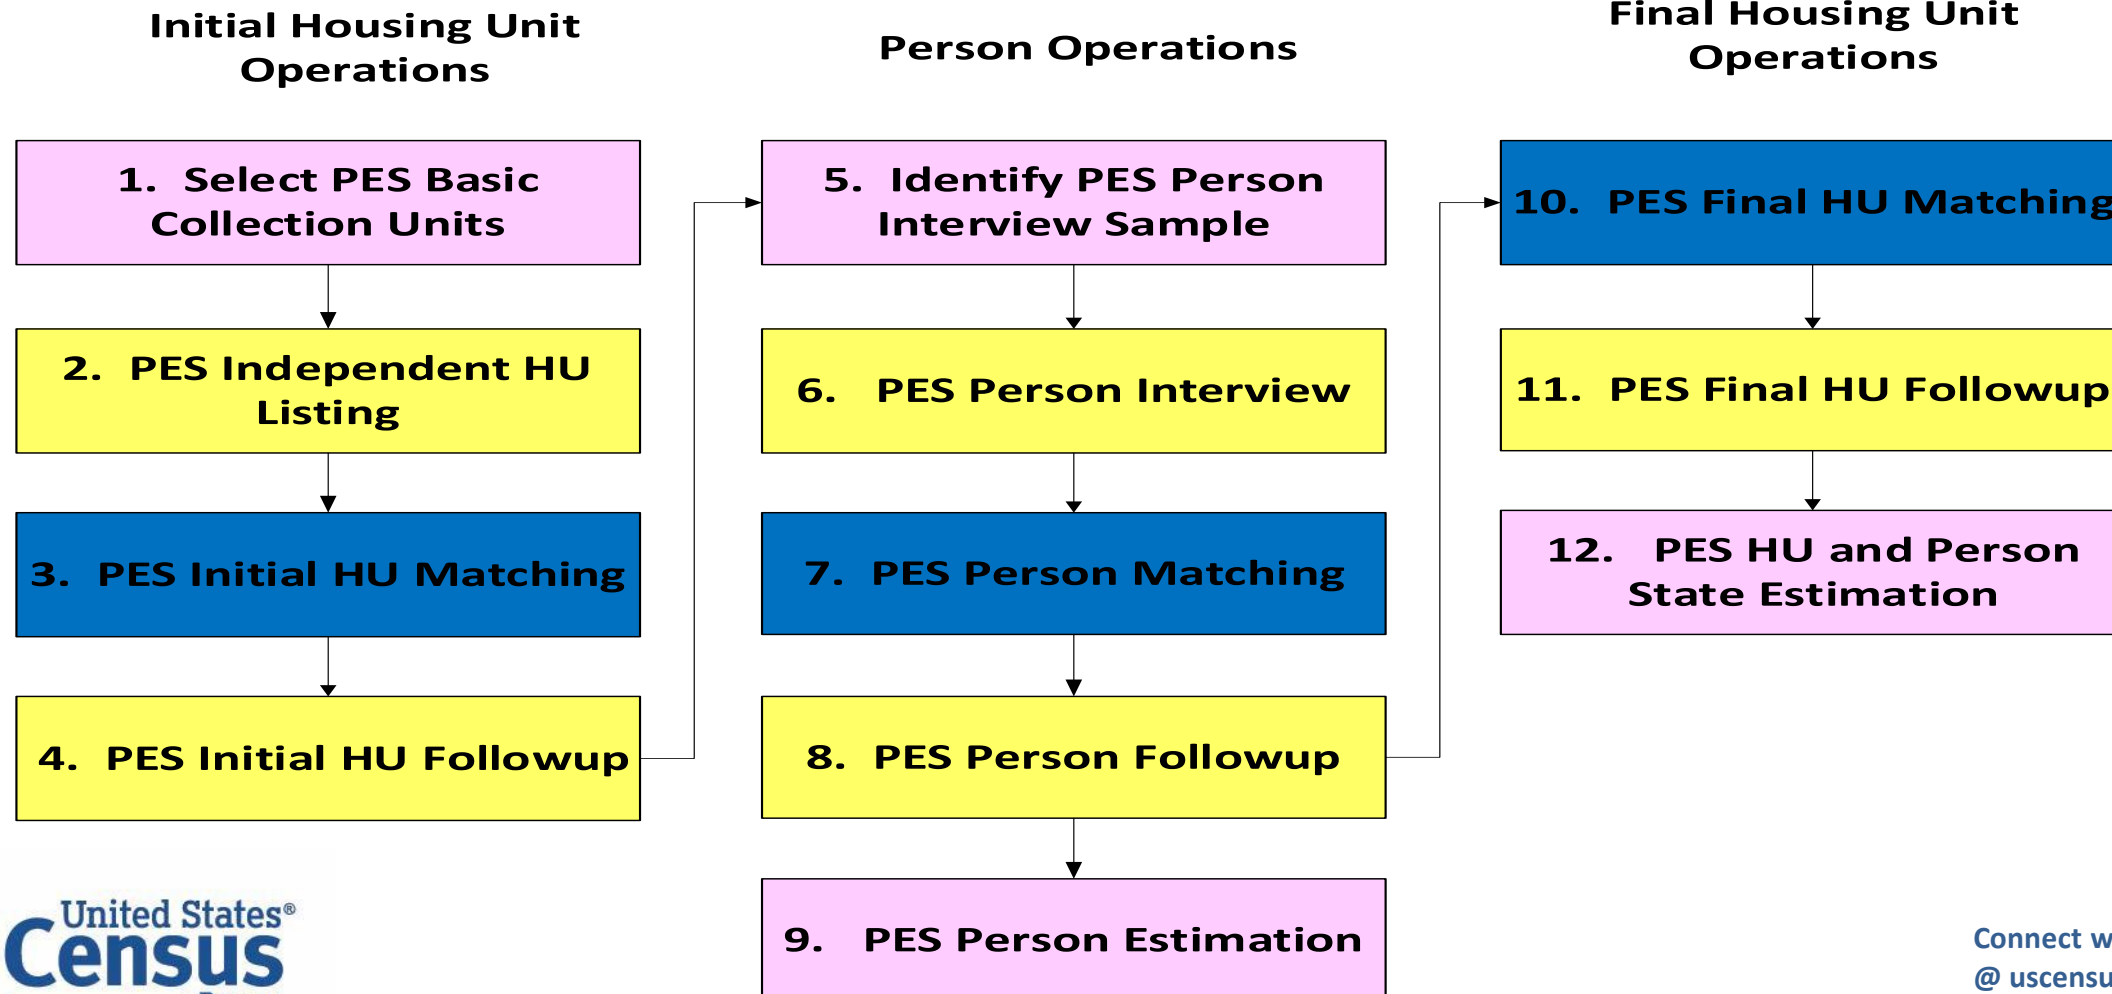 Initial Housing Unit
Operations
Person Operations
Final Housing Unit
Operations
1. Select PES Basic
Collection Units
2. PES Independent HU
Listing
3. PES Initial HU Matching
4. PES Initial HU Followup
5. Identify PES Person
Interview Sample
6. PES Person Interview
7. PES Person Matching
8. PES Person Followup
9. PES Person Estimation
10. PES Final HU Matching
11. PES Final HU Followup
12. PES HU and Person
State Estimation
United States®
Census
Connect w
@ uscensu